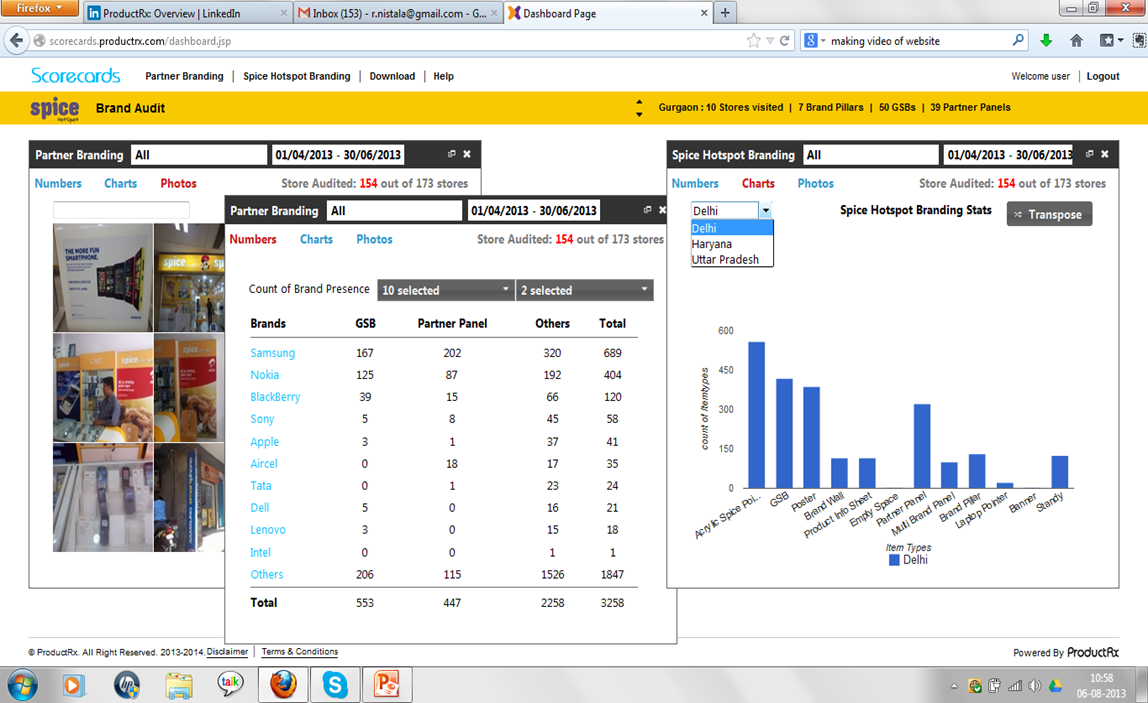 Firefox
ProductRx: Overview | LinkedIn
Inbox (153) - r.nistala@gmail.com - G...
Dashboard Page
scorecards.productrx.com/dashboard.jsp
making video of website
Scorecards
Partner Branding | Spice Hotspot Branding | Download | Help
Welcome user | Logout
spice
Hotspot
Brand Audit
Gurgaon : 10 Stores visited | 7 Brand Pillars | 50 GSBs | 39 Partner Panels
Partner Branding All 01/04/2013 - 30/06/2013
Numbers Charts Photos
Store Audited: 154 out of 173 stores
THE MORE FUN
SMARTPHONE.
spice
spice
Partner Branding All 01/04/2013 - 30/06/2013
Numbers Charts Photos Store Audited: 154 out of 173 stores
Count of Brand Presence 10 selected 2 selected
Brands GSB Partner Panel Others Total
Samsung 167 202 320 689
Nokia 125 87 192 404
BlackBerry 39 15 66 120
Sony 5 8 45 58
Apple 3 1 37 41
Aircel 0 18 17 35
Tata 0 1 23 24
Dell 5 0 16 21
Lenovo 3 0 15 18
Intel 0 0 1 1
Others 206 115 1526 1847
Total 553 447 2258 3258
Spice Hotspot Branding All 01/04/2013 - 30/06/2013
Numbers Charts Photos Store Audited: 154 out of 173 stores
Delhi
Spice Hotspot Branding Stats
Transpose
Delhi
Haryana
Uttar Pradesh
600
450
300
150
0
count of Itemtypes
Acrylic Spice Poi...
GSB
Poster
Brand Wall
Product Info Sheet
Empty Space
Partner Panel
Multi Brand Panel
Brand Pillar
Laptop Pointer
Banner
Standy
Item Types
Delhi
© ProductRx. All Right Reserved. 2013-2014. Disclaimer | Terms & Conditions
Powered By ProductRx
hp
talk
10:58
06-08-2013